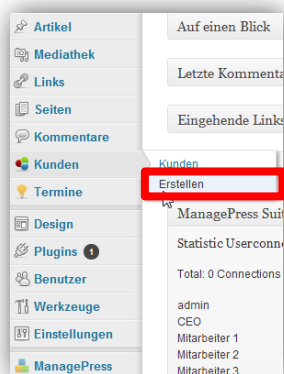 Artikel
Mediathek
Links
Seiten
Kommentare
Kunden
Termine
Design
Plugins 1
Benutzer
Werkzeuge
Einstellungen
ManagePress
Auf einen Blick
Letzte Kommenta
Eingehende Links
Kunden
Erstellen
ManagePress Suit
Statistic Userconne
Total: 0 Connections
admin
CEO
Mitarbeiter 1
Mitarbeiter 2
Mitarbeiter 3